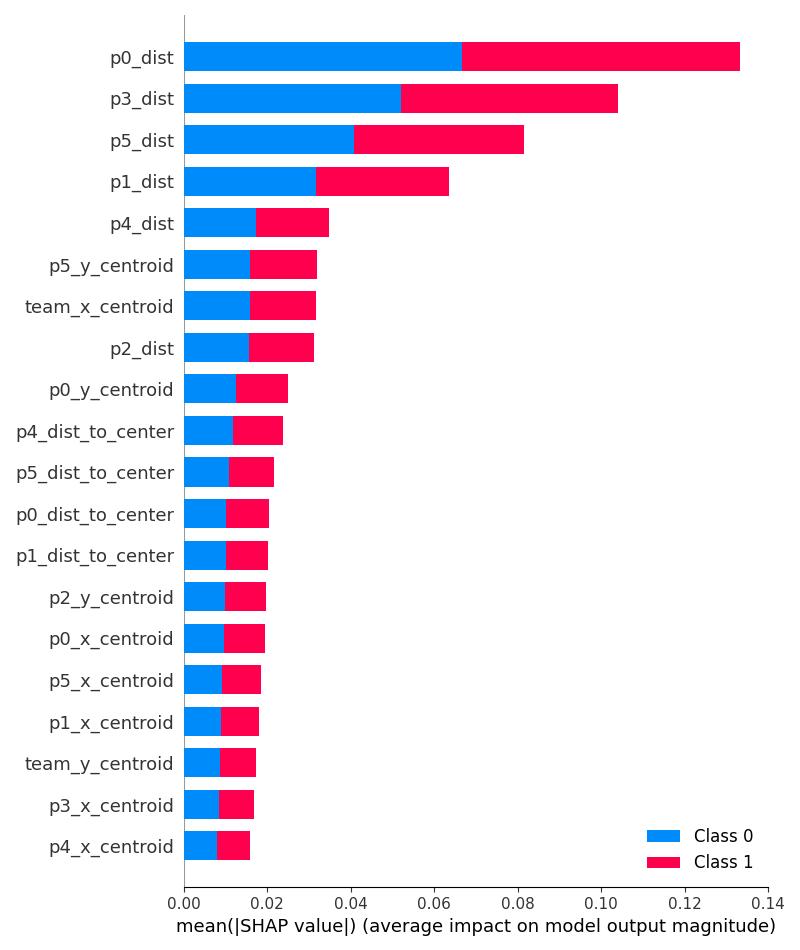 p0_dist
p3_dist
p5_dist
p1_dist
p4_dist
p5_y_centroid
team_x_centroid
p2_dist
p0_y_centroid
p4_dist_to_center
p5_dist_to_center
p0_dist_to_center
p1_dist_to_center
p2_y_centroid
p0_x_centroid
p5_x_centroid
p1_x_centroid
team_y_centroid
p3_x_centroid
p4_x_centroid
Class 0
Class 1
0.00 0.02 0.04 0.06 0.08 0.10 0.12 0.14
mean(|SHAP value|) (average impact on model output magnitude)